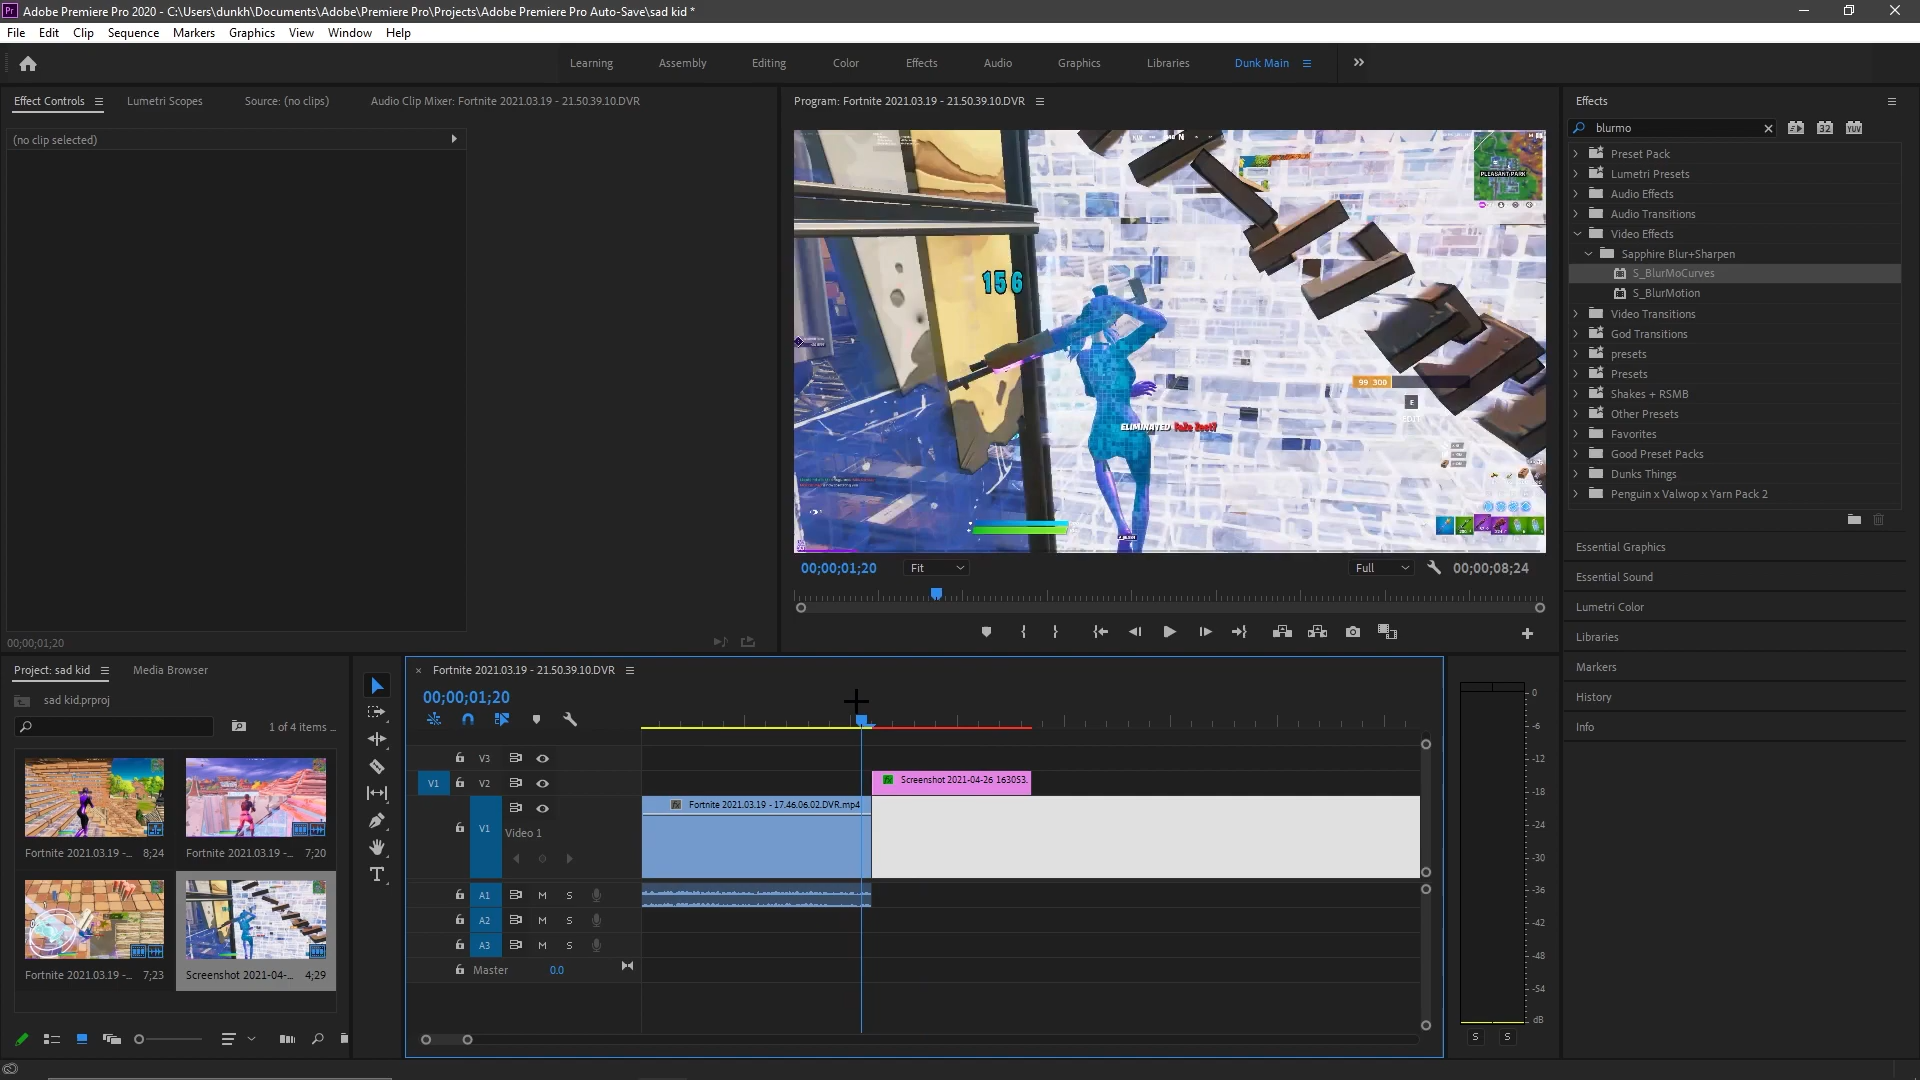 Adobe Premiere Pro 2020 - C:\Users\dunkh\Documents\Adobe\Premiere Pro\Projects\Adobe Premiere Pro Auto-Save\sad kid *
File Edit Clip Sequence Markers Graphics View Window Help
Learning Assembly Editing Color Effects Audio Graphics Libraries Dunk Main
Effect Controls Lumetri Scopes Source: (no clips) Audio Clip Mixer: Fortnite 2021.03.19 - 21.50.39.10.DVR
(no clip selected)
00;00;01;20
Program: Fortnite 2021.03.19 - 21.50.39.10.DVR
N
PLEASANT PARK
156
99 300
E
EDIT
ELIMINATED FaZe Zest?
00;00;01;20 Fit Full 00;00;08;24
Effects
blurmo
32 YUV
Preset Pack
Lumetri Presets
Audio Effects
Audio Transitions
Video Effects
Sapphire Blur+Sharpen
S_BlurMoCurves
S_BlurMotion
Video Transitions
God Transitions
presets
Presets
Shakes + RSMB
Other Presets
Favorites
Good Preset Packs
Dunks Things
Penguin x Valwop x Yarn Pack 2
Essential Graphics
Essential Sound
Lumetri Color
Libraries
Markers
History
Info
Project: sad kid Media Browser
sad kid.prproj
1 of 4 items ...
Fortnite 2021.03.19 -... 8;24
Fortnite 2021.03.19 -... 7;20
Fortnite 2021.03.19 -... 7;23
Screenshot 2021-04-... 4;29
× Fortnite 2021.03.19 - 21.50.39.10.DVR
00;00;01;20
V3
V1 V2 Screenshot 2021-04-26 163053.
V1 Video 1 Fortnite 2021.03.19 - 17.46.06.02.DVR.mp4
A1 M S
A2 M S
A3 M S
Master 0.0
0
-6
-12
-18
-24
-30
-36
-42
-48
-54
dB
S S